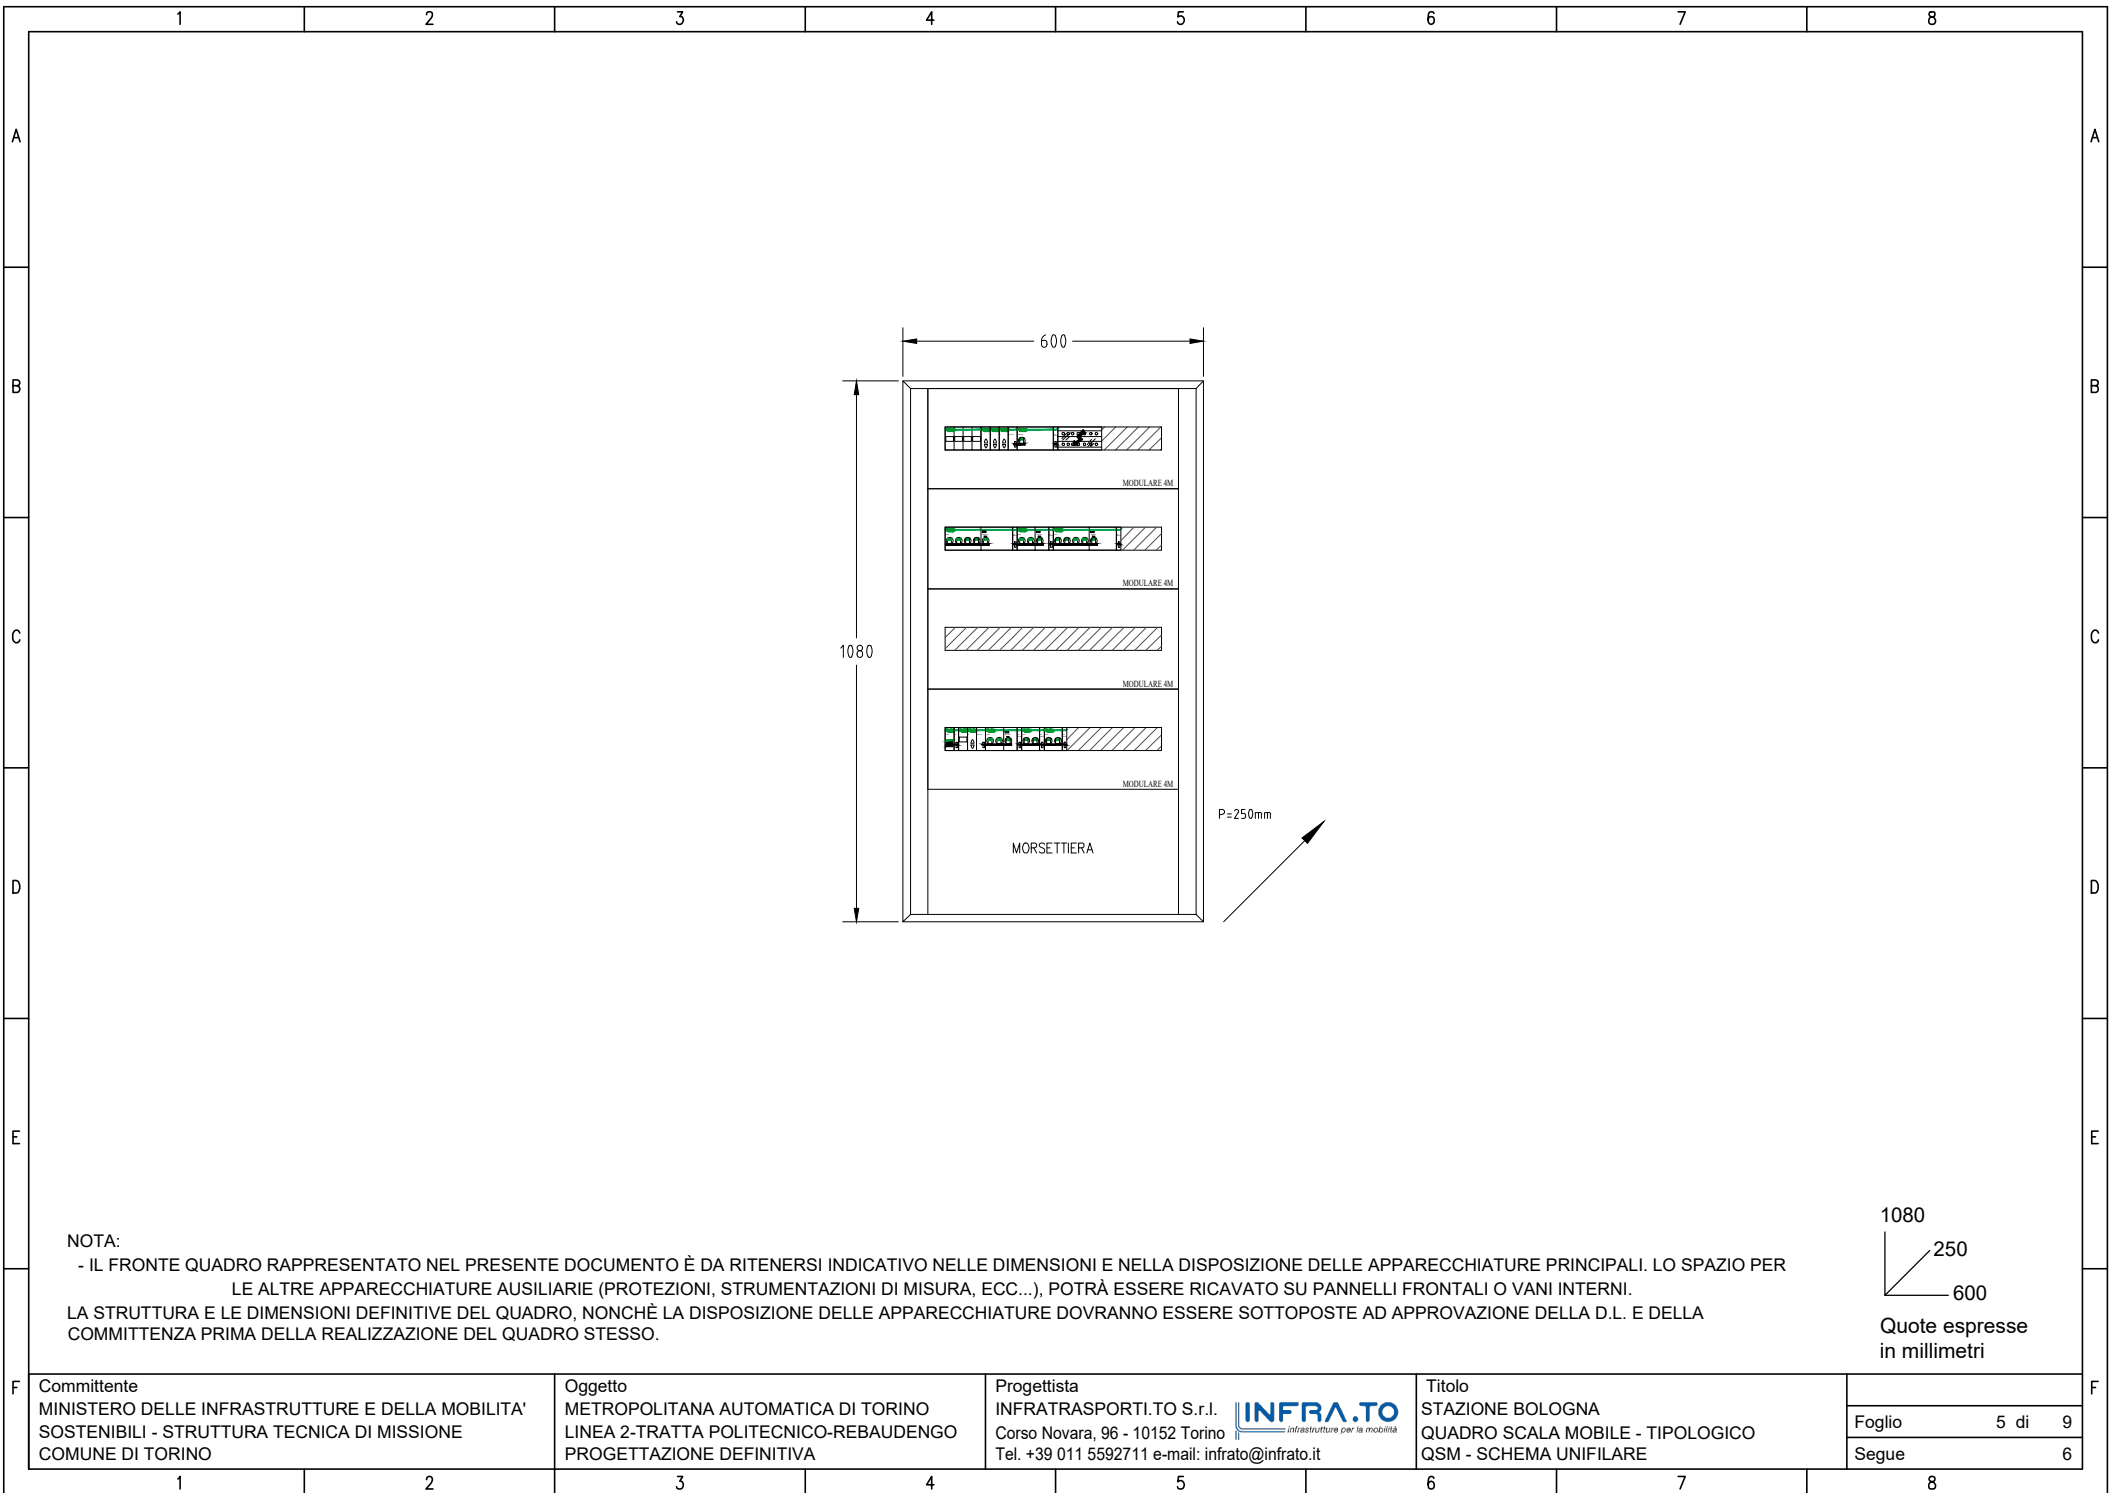 1 2 3 4 5 6 7 8
A A
600
B B
MODULARE 4M
MODULARE 4M
C C
1080
MODULARE 4M
MODULARE 4M
P=250mm
MORSETTIERA
D D
E E
1080
250
600
Quote espresse
in millimetri
NOTA:
- IL FRONTE QUADRO RAPPRESENTATO NEL PRESENTE DOCUMENTO È DA RITENERSI INDICATIVO NELLE DIMENSIONI E NELLA DISPOSIZIONE DELLE APPARECCHIATURE PRINCIPALI. LO SPAZIO PER
LE ALTRE APPARECCHIATURE AUSILIARIE (PROTEZIONI, STRUMENTAZIONI DI MISURA, ECC...), POTRÀ ESSERE RICAVATO SU PANNELLI FRONTALI O VANI INTERNI.
LA STRUTTURA E LE DIMENSIONI DEFINITIVE DEL QUADRO, NONCHÈ LA DISPOSIZIONE DELLE APPARECCHIATURE DOVRANNO ESSERE SOTTOPOSTE AD APPROVAZIONE DELLA D.L. E DELLA
COMMITTENZA PRIMA DELLA REALIZZAZIONE DEL QUADRO STESSO.
F F
Committente
MINISTERO DELLE INFRASTRUTTURE E DELLA MOBILITA'
SOSTENIBILI - STRUTTURA TECNICA DI MISSIONE
COMUNE DI TORINO
Oggetto
METROPOLITANA AUTOMATICA DI TORINO
LINEA 2-TRATTA POLITECNICO-REBAUDENGO
PROGETTAZIONE DEFINITIVA
Progettista
INFRATRASPORTI.TO S.r.l.
Corso Novara, 96 - 10152 Torino
Tel. +39 011 5592711 e-mail: infrato@infrato.it
INFRA.TO
infrastrutture per la mobilità
Titolo
STAZIONE BOLOGNA
QUADRO SCALA MOBILE - TIPOLOGICO
QSM - SCHEMA UNIFILARE
Foglio 5 di 9
Segue 6
1 2 3 4 5 6 7 8